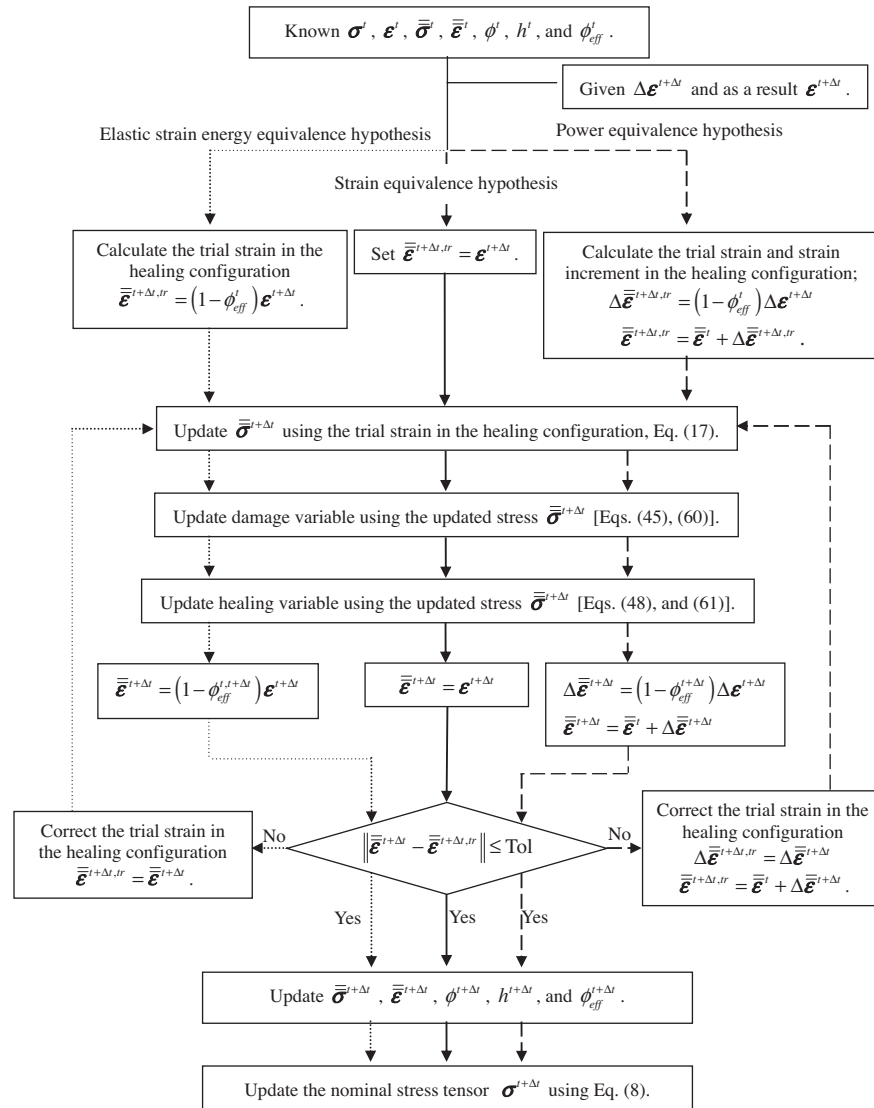 Known 𝝈^t , 𝜺^t , 𝝈̿^t , 𝜺̿^t , ϕ^t , h^t , and ϕ_eff^t .
Given Δ𝜺^{t+Δt} and as a result 𝜺^{t+Δt} .
Elastic strain energy equivalence hypothesis
Power equivalence hypothesis
Strain equivalence hypothesis
Calculate the trial strain in the
healing configuration
𝜺̿^{t+Δt,tr} = (1−ϕ_eff^t) 𝜺^{t+Δt} .
Set 𝜺̿^{t+Δt,tr} = 𝜺^{t+Δt} .
Calculate the trial strain and strain
increment in the healing configuration;
Δ𝜺̿^{t+Δt,tr} = (1−ϕ_eff^t) Δ𝜺^{t+Δt}
𝜺̿^{t+Δt,tr} = 𝜺̿^t + Δ𝜺̿^{t+Δt,tr} .
Update 𝝈̿^{t+Δt} using the trial strain in the healing configuration, Eq. (17).
Update damage variable using the updated stress 𝝈̿^{t+Δt} [Eqs. (45), (60)].
Update healing variable using the updated stress 𝝈̿^{t+Δt} [Eqs. (48), and (61)].
𝜺̿^{t+Δt} = (1−ϕ_eff^{t,t+Δt}) 𝜺^{t+Δt}
𝜺̿^{t+Δt} = 𝜺^{t+Δt}
Δ𝜺̿^{t+Δt} = (1−ϕ_eff^{t+Δt}) Δ𝜺^{t+Δt}
𝜺̿^{t+Δt} = 𝜺̿^t + Δ𝜺̿^{t+Δt}
Correct the trial strain in
the healing configuration
𝜺̿^{t+Δt,tr} = 𝜺̿^{t+Δt} .
No
‖𝜺̿^{t+Δt} − 𝜺̿^{t+Δt,tr}‖ ≤ Tol
No
Correct the trial strain in the
healing configuration
Δ𝜺̿^{t+Δt,tr} = Δ𝜺̿^{t+Δt}
𝜺̿^{t+Δt,tr} = 𝜺̿^t + Δ𝜺̿^{t+Δt} .
Yes
Yes
Yes
Update 𝝈̿^{t+Δt} , 𝜺̿^{t+Δt} , ϕ^{t+Δt} , h^{t+Δt}, and ϕ_eff^{t+Δt} .
Update the nominal stress tensor 𝝈^{t+Δt} using Eq. (8).